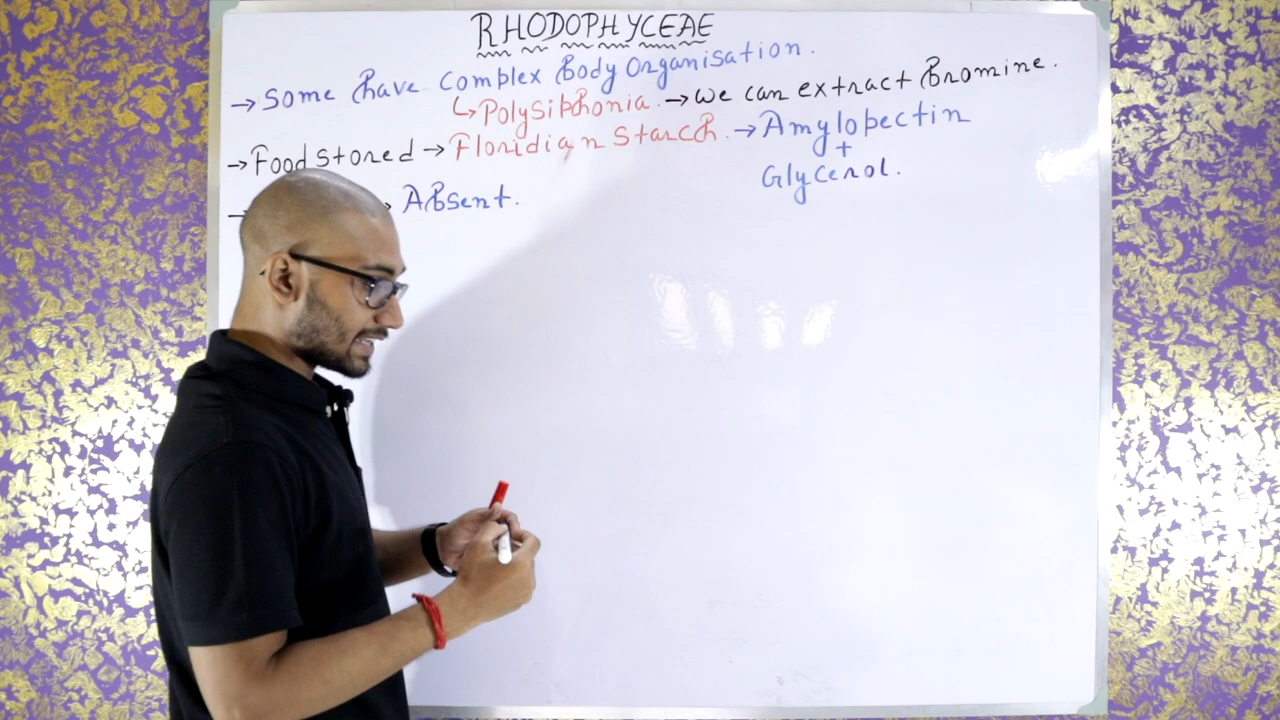 RHODOPHYCEAE
→ Some have Complex Body Organisation.
↳ Polysiphonia → We can extract Bromine.
→ Food stored → Floridian Starch. → Amylopectin
+
Glycerol.
→ Absent.